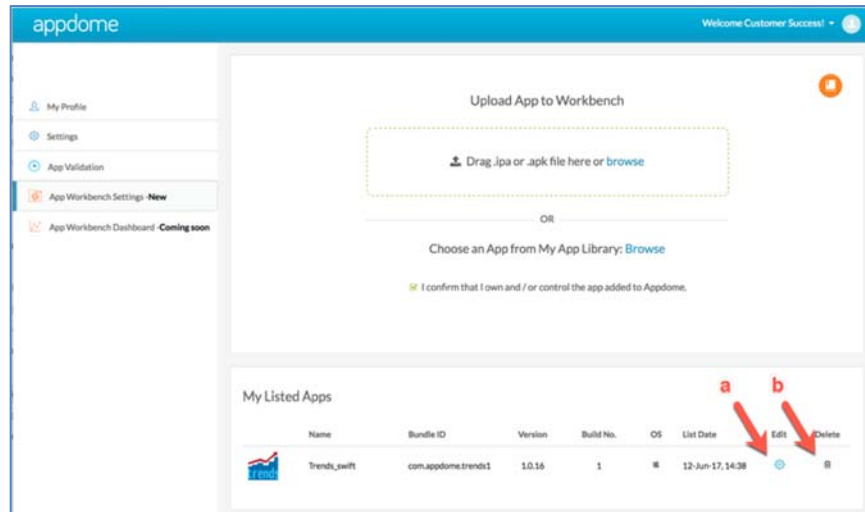 appdome
Welcome Customer Success!
My Profile
Settings
App Validation
App Workbench Settings -New
App Workbench Dashboard -Coming soon
Upload App to Workbench
Drag .ipa or .apk file here or browse
OR
Choose an App from My App Library: Browse
I confirm that I own and / or control the app added to Appdome.
My Listed Apps
a b
Name Bundle ID Version Build No. OS List Date Edit Delete
trends Trends_swift com.appdome.trends1 1.0.16 1 12-Jun-17, 14:38